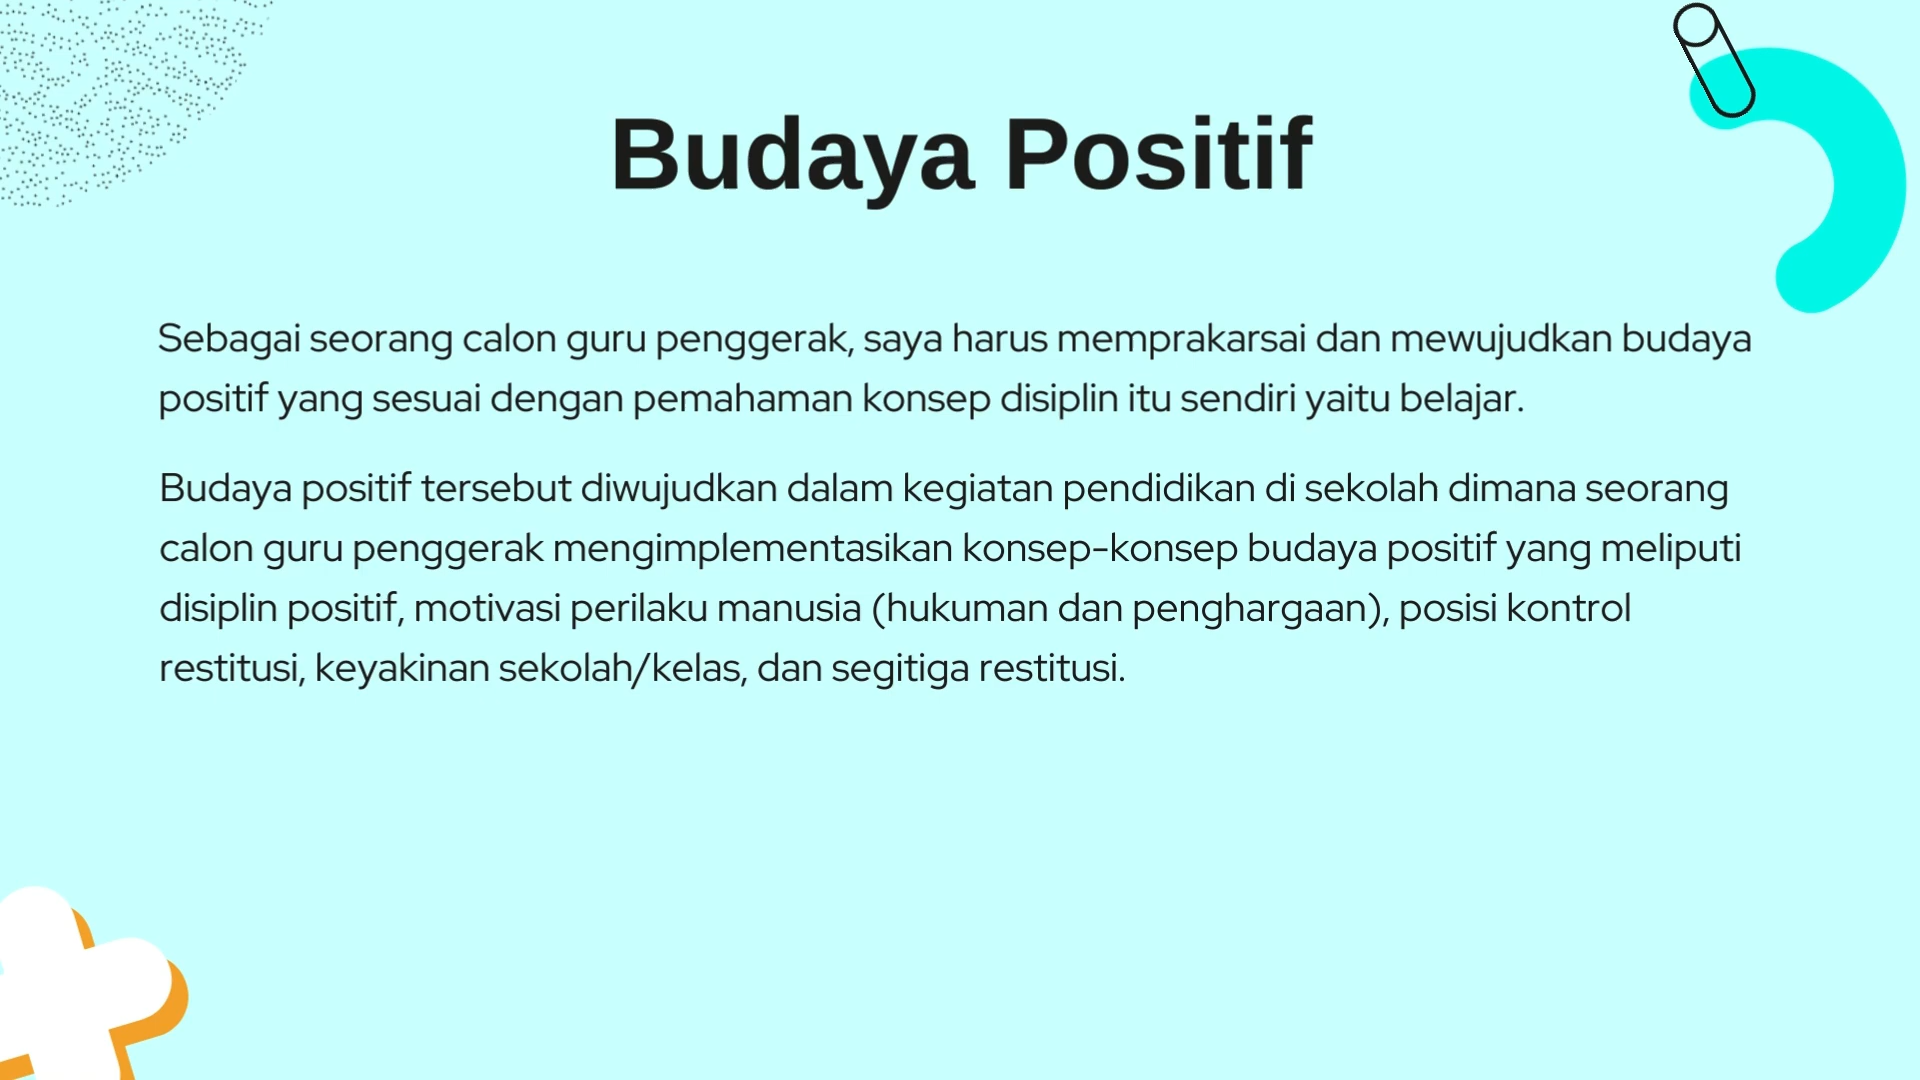 Budaya Positif
Sebagai seorang calon guru penggerak, saya harus memprakarsai dan mewujudkan budaya
positif yang sesuai dengan pemahaman konsep disiplin itu sendiri yaitu belajar.
Budaya positif tersebut diwujudkan dalam kegiatan pendidikan di sekolah dimana seorang
calon guru penggerak mengimplementasikan konsep-konsep budaya positif yang meliputi
disiplin positif, motivasi perilaku manusia (hukuman dan penghargaan), posisi kontrol
restitusi, keyakinan sekolah/kelas, dan segitiga restitusi.